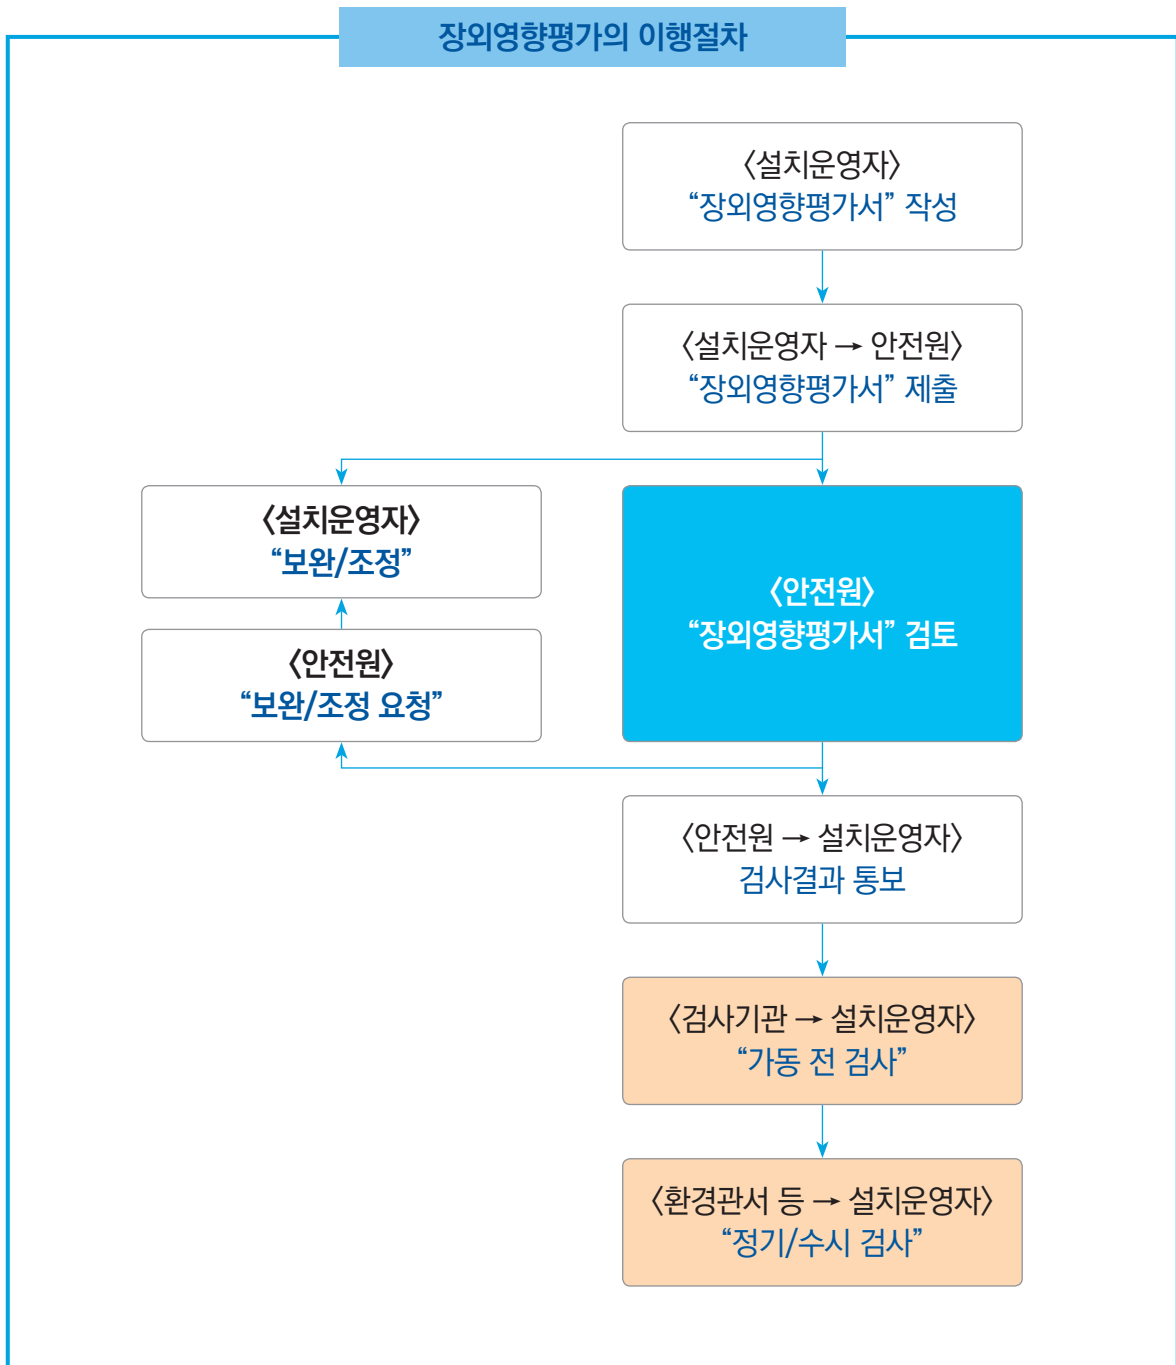 장외영향평가의 이행절차
〈설치운영자〉
“장외영향평가서” 작성
〈설치운영자 → 안전원〉
“장외영향평가서” 제출
〈설치운영자〉
“보완/조정”
〈안전원〉
“보완/조정 요청”
〈안전원〉
“장외영향평가서” 검토
〈안전원 → 설치운영자〉
검사결과 통보
〈검사기관 → 설치운영자〉
“가동 전 검사”
〈환경관서 등 → 설치운영자〉
“정기/수시 검사”